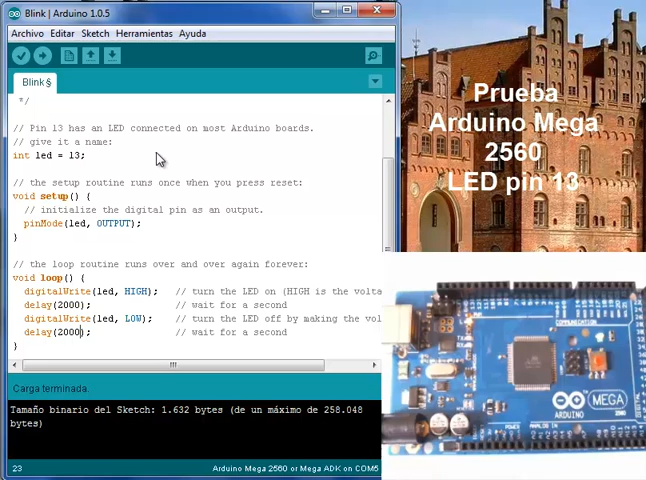 Blink | Arduino 1.0.5
Archivo Editar Sketch Herramientas Ayuda
Blink §
*/
// Pin 13 has an LED connected on most Arduino boards.
// give it a name:
int led = 13;
// the setup routine runs once when you press reset:
void setup() {
// initialize the digital pin as an output.
pinMode(led, OUTPUT);
}
// the loop routine runs over and over again forever:
void loop() {
digitalWrite(led, HIGH); // turn the LED on (HIGH is the volta
delay(2000); // wait for a second
digitalWrite(led, LOW); // turn the LED off by making the vol
delay(2000); // wait for a second
}
Carga terminada.
Tamaño binario del Sketch: 1.632 bytes (de un máximo de 258.048
bytes)
23
Arduino Mega 2560 or Mega ADK on COM5
Prueba
Arduino Mega
2560
LED pin 13
MEGA
2560
ARDUINO
POWER
ANALOG IN